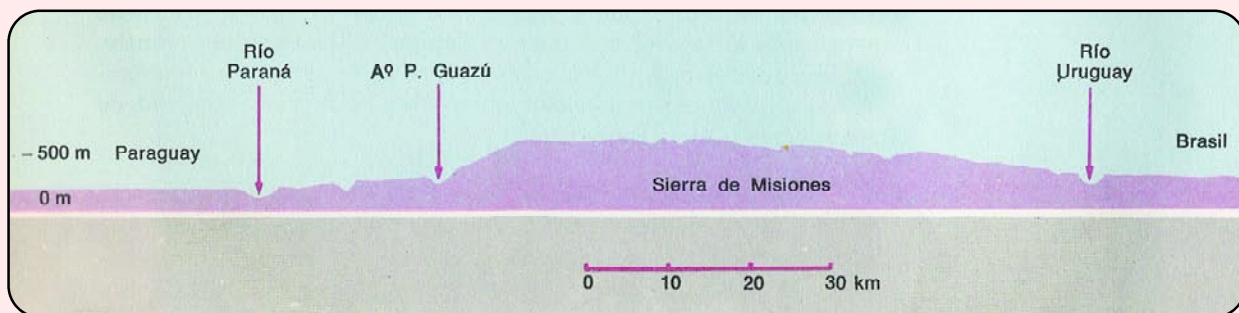 Río
Paraná
Aº P. Guazú
Río
Uruguay
– 500 m
Paraguay
Brasil
0 m
Sierra de Misiones
0 10 20 30 km